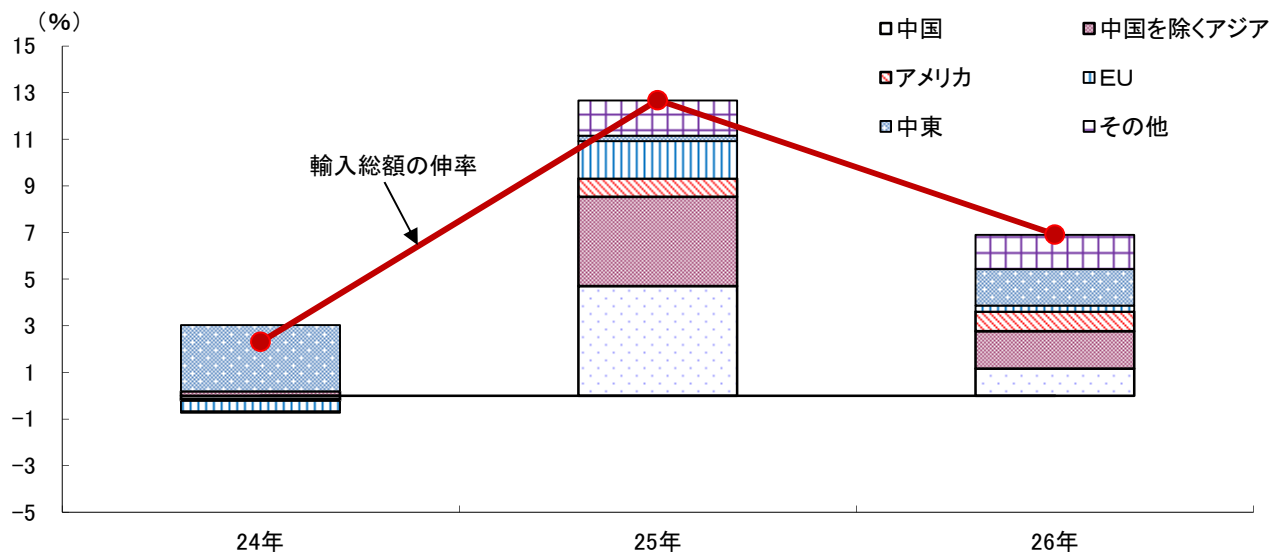 (%)
15
13
11
9
7
5
3
1
-1
-3
-5
中国
中国を除くアジア
アメリカ
EU
中東
その他
輸入総額の伸率
24年
25年
26年